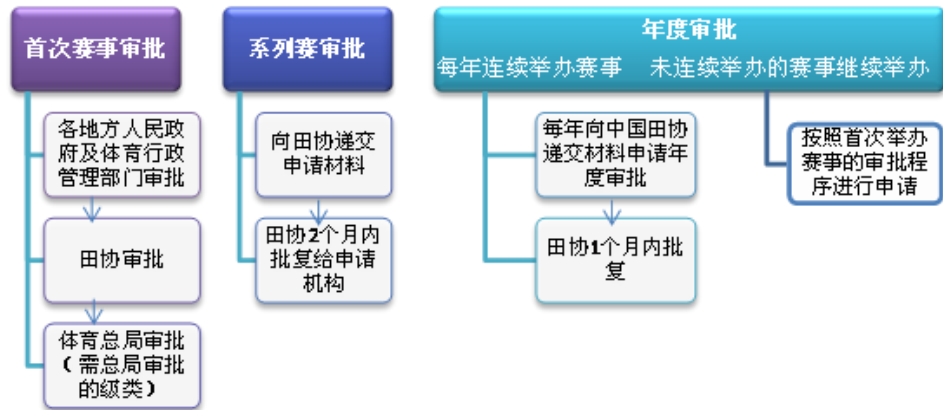 首次赛事审批
各地方人民政
府及体育行政
管理部门审批
田协审批
体育总局审批
（需总局审批
的级类）
系列赛审批
向田协递交
申请材料
田协2个月内
批复给申请
机构
年度审批
每年连续举办赛事 未连续举办的赛事继续举办
每年向中国田协
递交材料申请年
度审批
田协1个月内批
复
按照首次举办
赛事的审批程
序进行申请